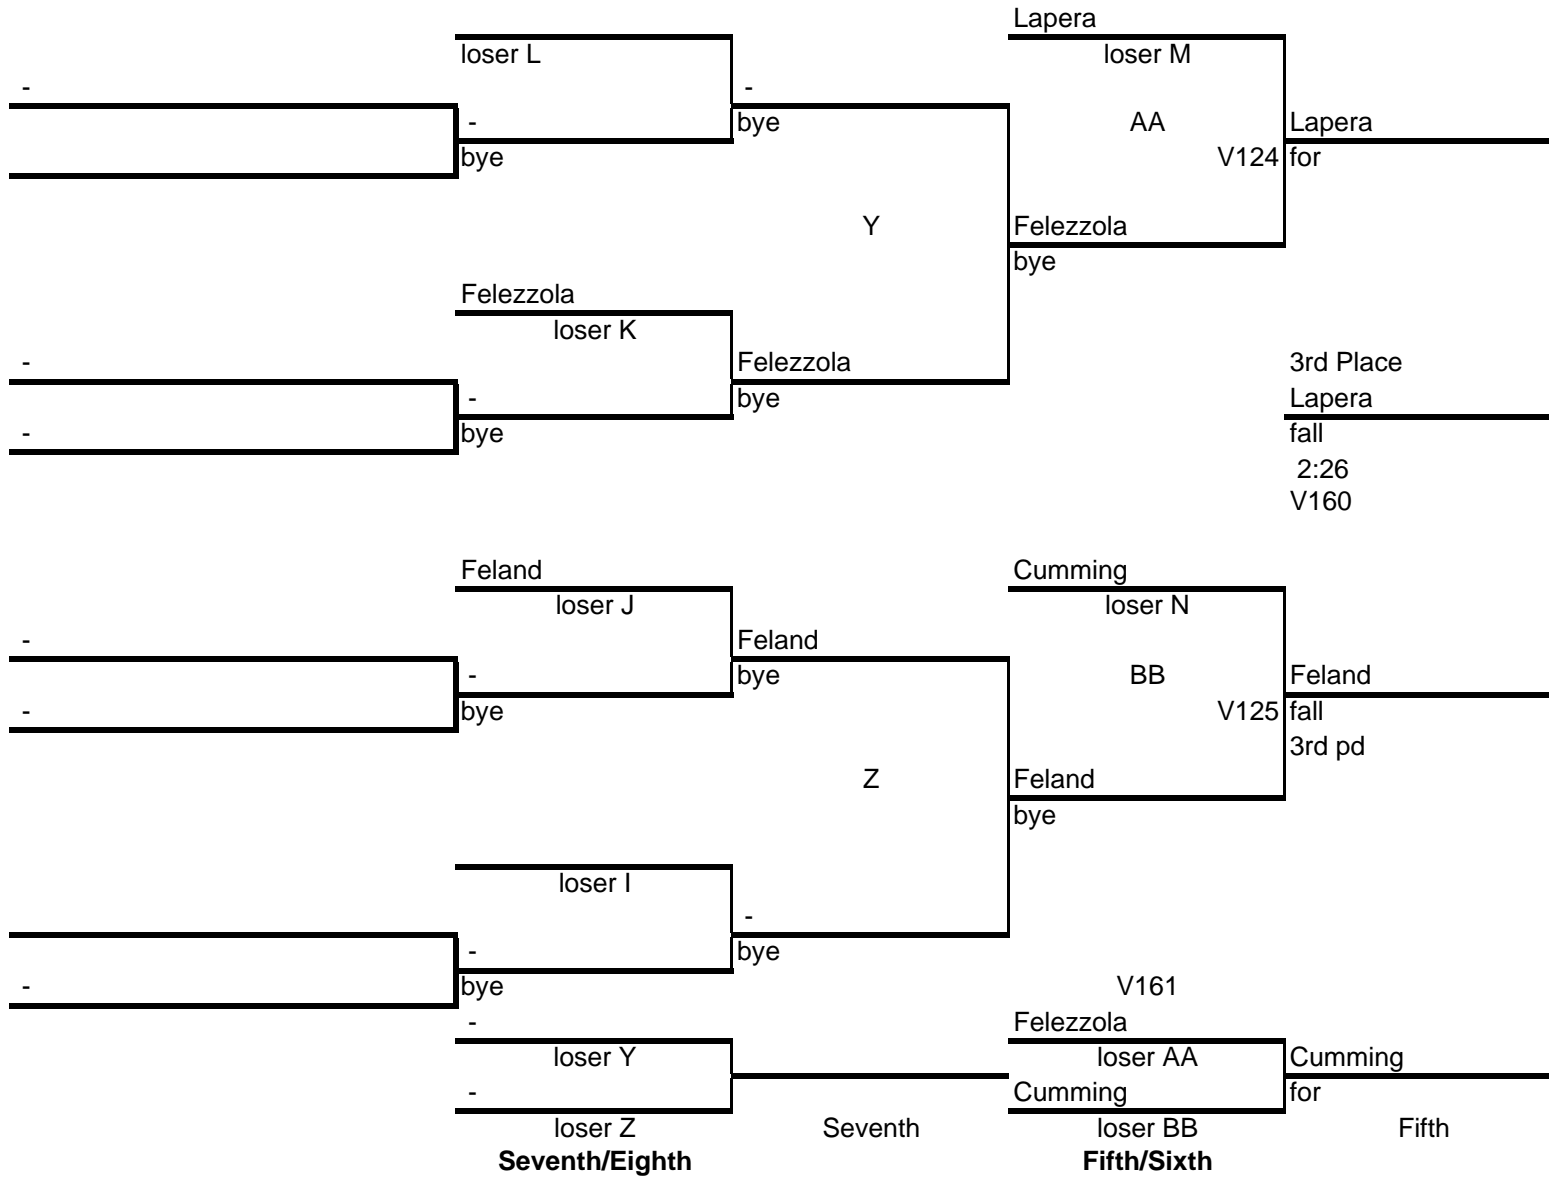 Lapera
loser L loser M
- -
- bye AA Lapera
bye V124 for
Y Felezzola
bye
Felezzola
loser K
- Felezzola 3rd Place
- bye Lapera
- bye fall
2:26
V160
Feland Cumming
loser J loser N
- Feland
- bye BB Feland
- bye V125 fall
3rd pd
Z Feland
bye
loser I
-
- bye
- bye V161
- Felezzola
loser Y loser AA Cumming
- Cumming for
loser Z Seventh loser BB Fifth
Seventh/Eighth Fifth/Sixth